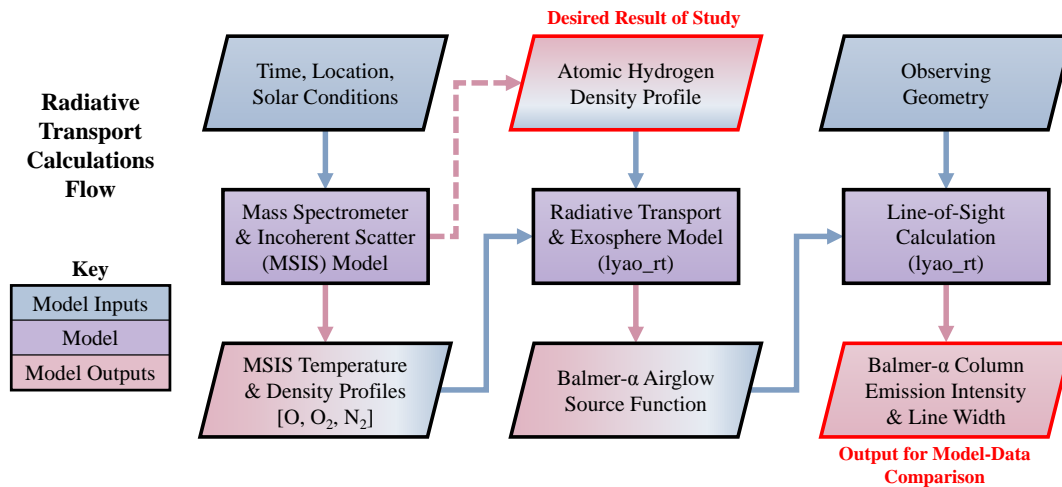 Radiative
Transport
Calculations
Flow
Key
Model Inputs
Model
Model Outputs
Time, Location,
Solar Conditions
Mass Spectrometer
& Incoherent Scatter
(MSIS) Model
MSIS Temperature
& Density Profiles
[O, O₂, N₂]
Desired Result of Study
Atomic Hydrogen
Density Profile
Radiative Transport
& Exosphere Model
(lyao_rt)
Balmer-α Airglow
Source Function
Observing
Geometry
Line-of-Sight
Calculation
(lyao_rt)
Balmer-α Column
Emission Intensity
& Line Width
Output for Model-Data
Comparison